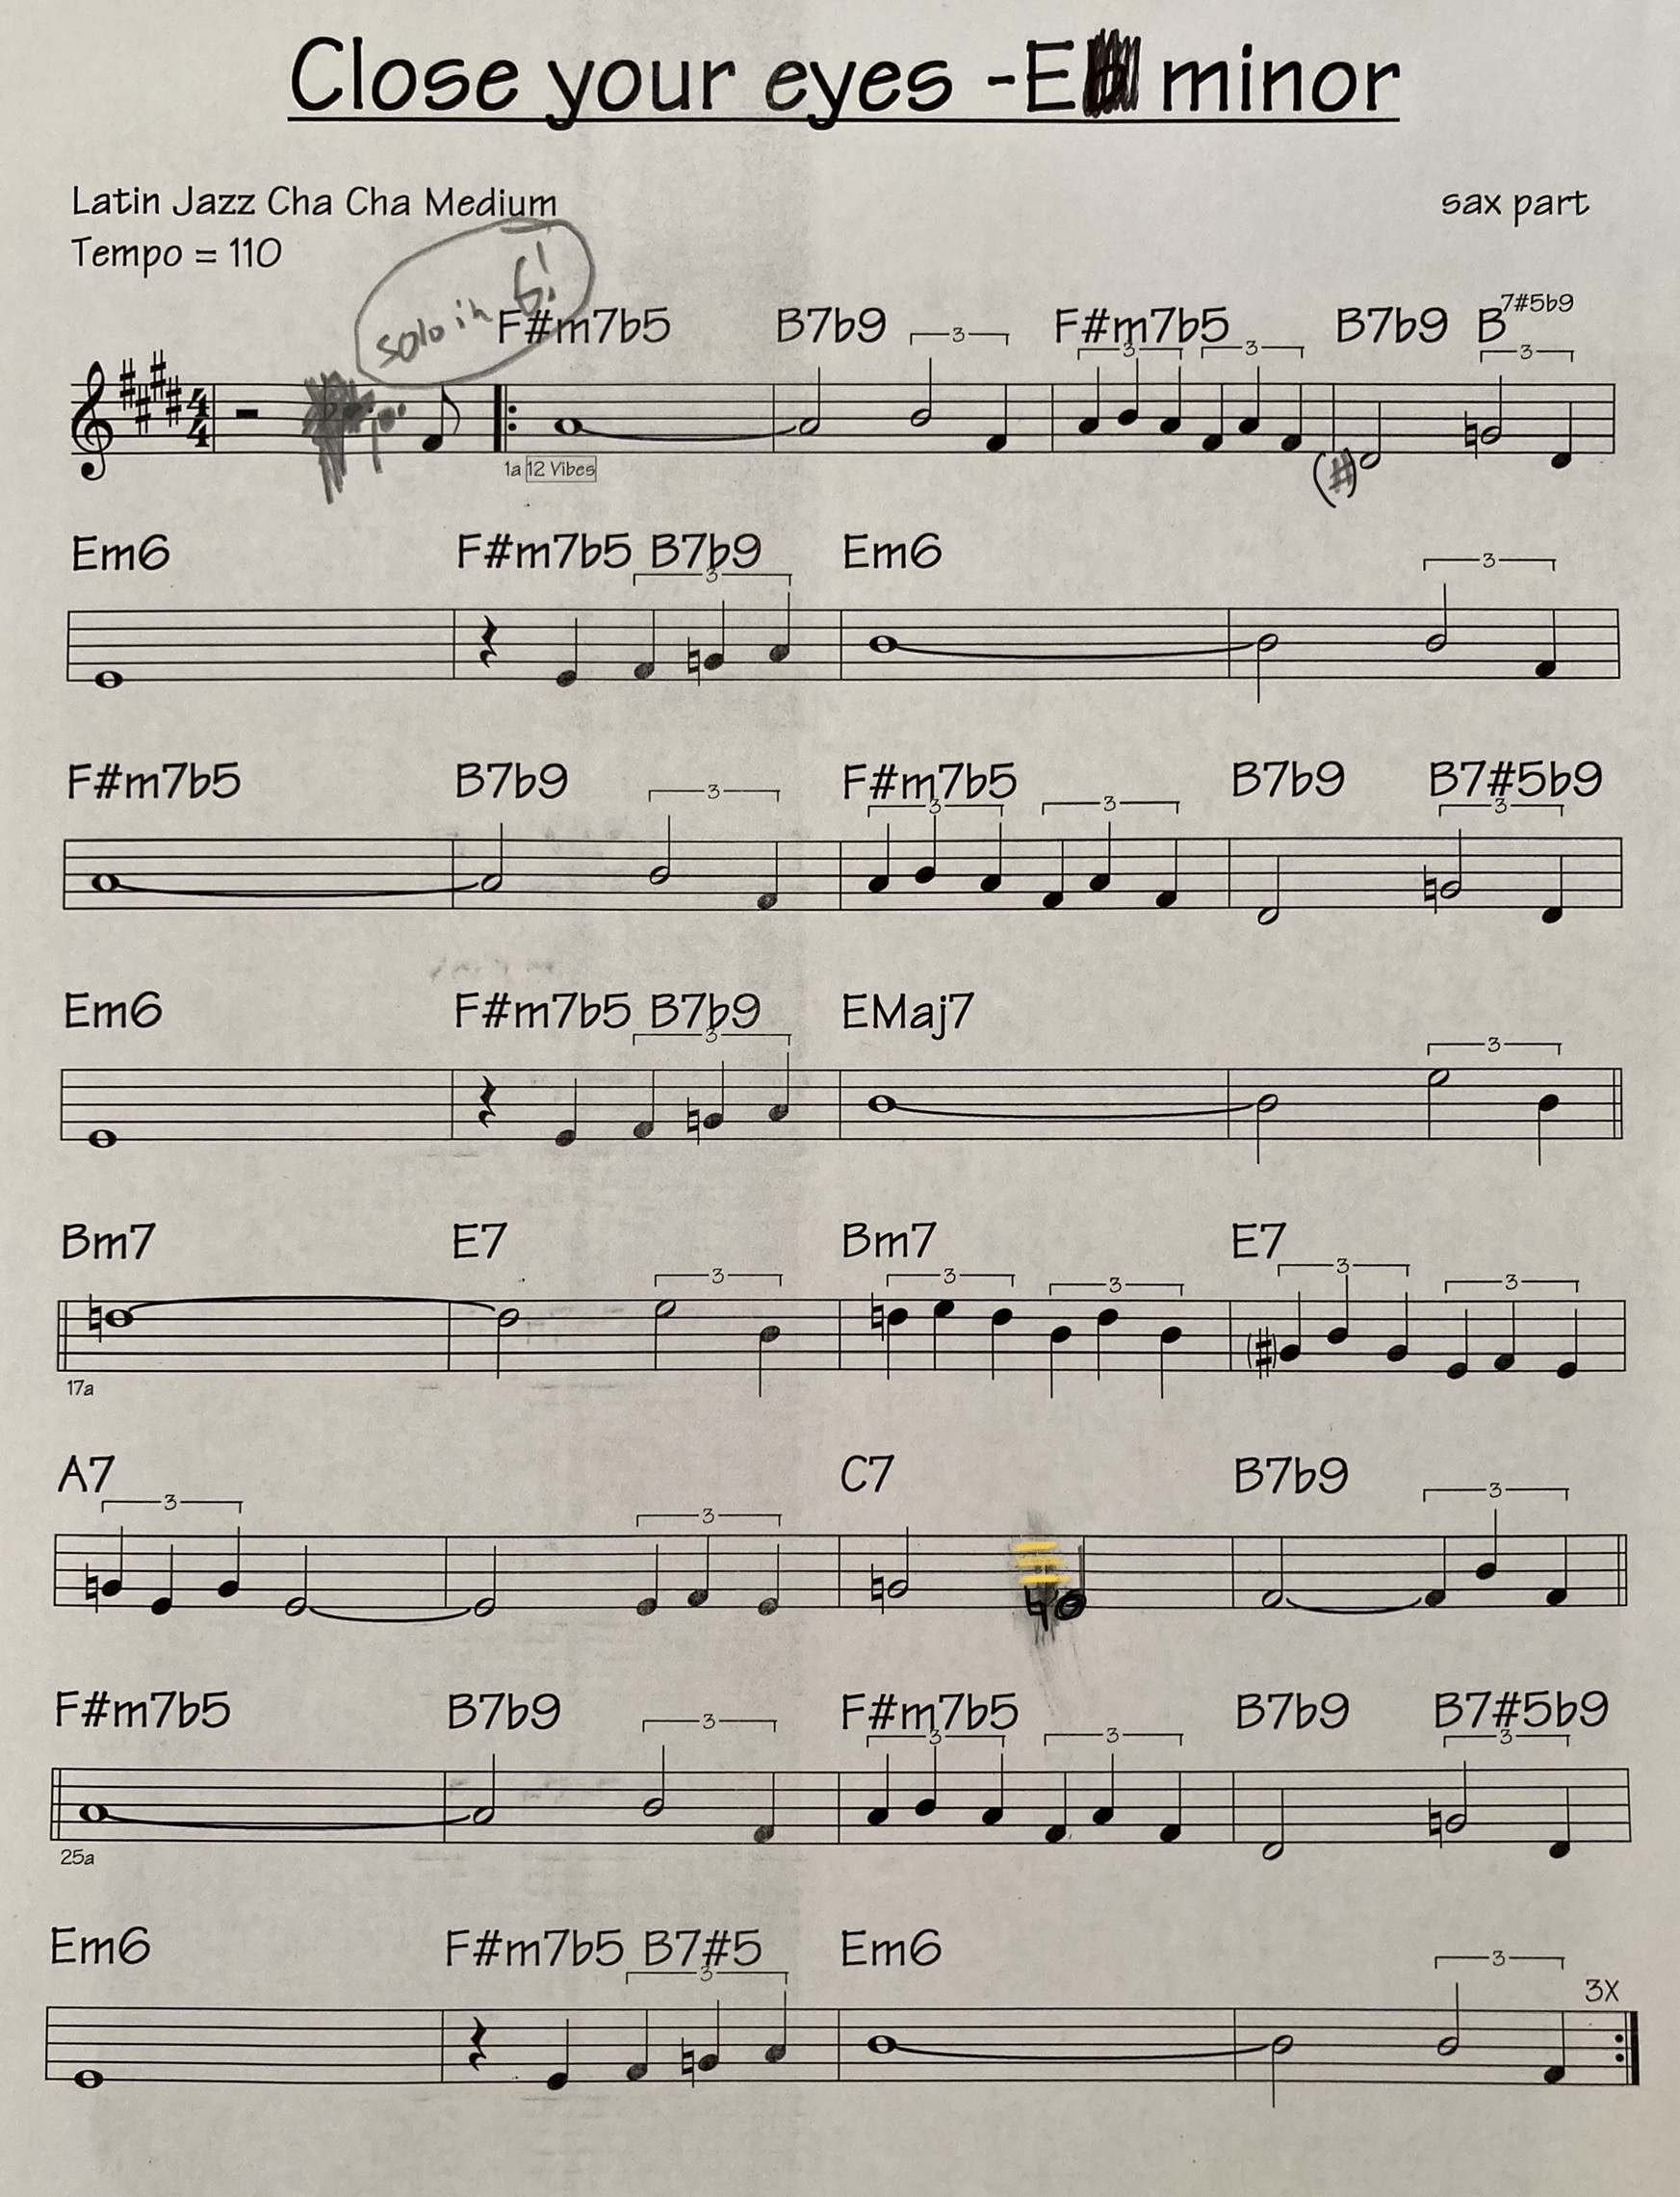 Close your eyes -E minor
Latin Jazz Cha Cha Medium
sax part
Tempo = 110
solo in 6!
F#m7b5 B7b9 3 F#m7b5 3 3 B7b9 B7#5b9 3
4
4
1a 12 Vibes
(#)
Em6 F#m7b5 B7b9 3 Em6 3
F#m7b5 B7b9 3 F#m7b5 3 3 B7b9 B7#5b9 3
Em6 F#m7b5 B7b9 3 EMaj7 3
Bm7 E7 3 Bm7 3 3 E7 3 3
17a
A7 3 3 C7 B7b9 3
F#m7b5 B7b9 3 F#m7b5 3 3 B7b9 B7#5b9 3
25a
Em6 F#m7b5 B7#5 3 Em6 3
3X